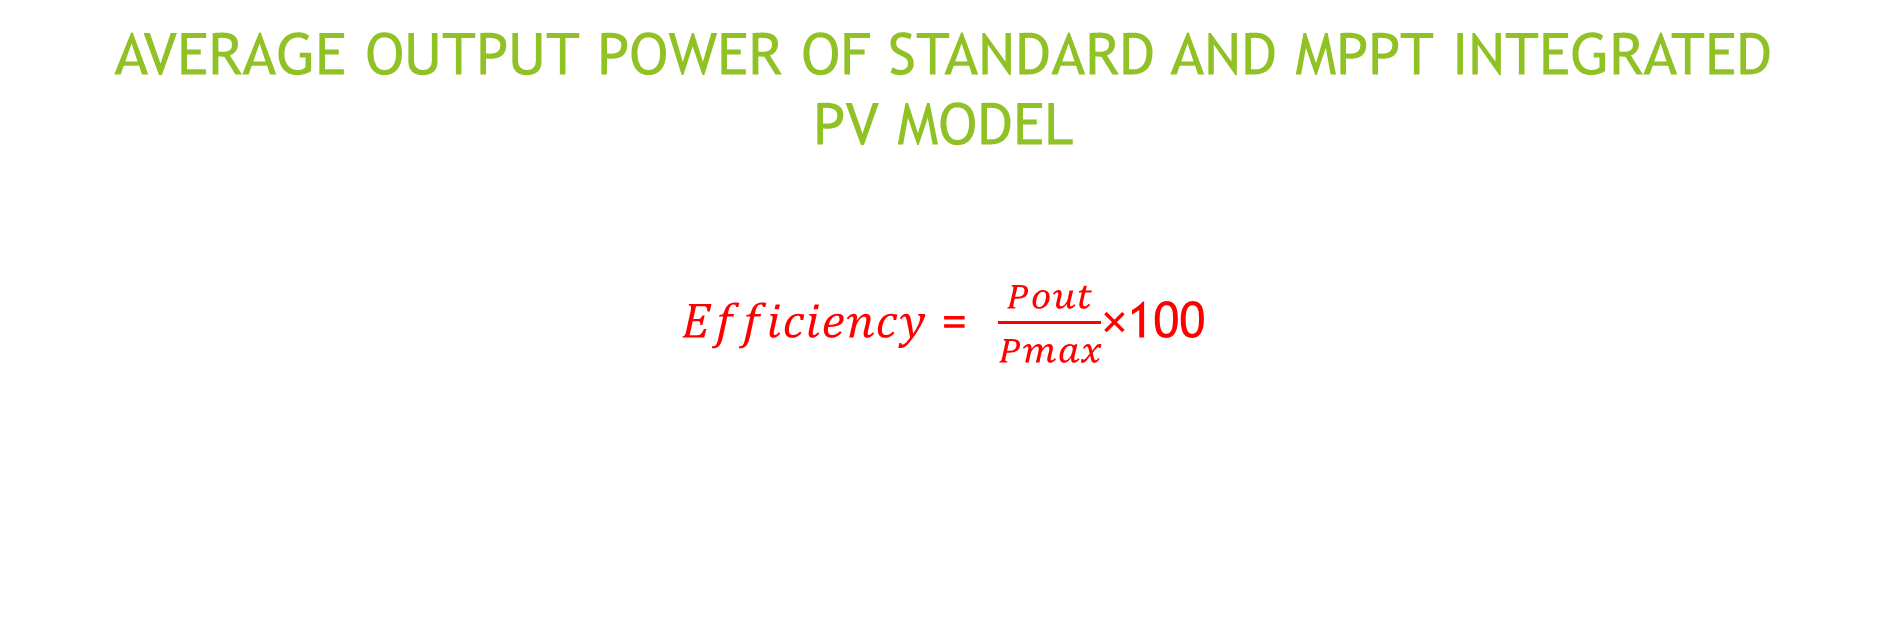 AVERAGE OUTPUT POWER OF STANDARD AND MPPT INTEGRATED
PV MODEL
Efficiency = Pout/Pmax×100